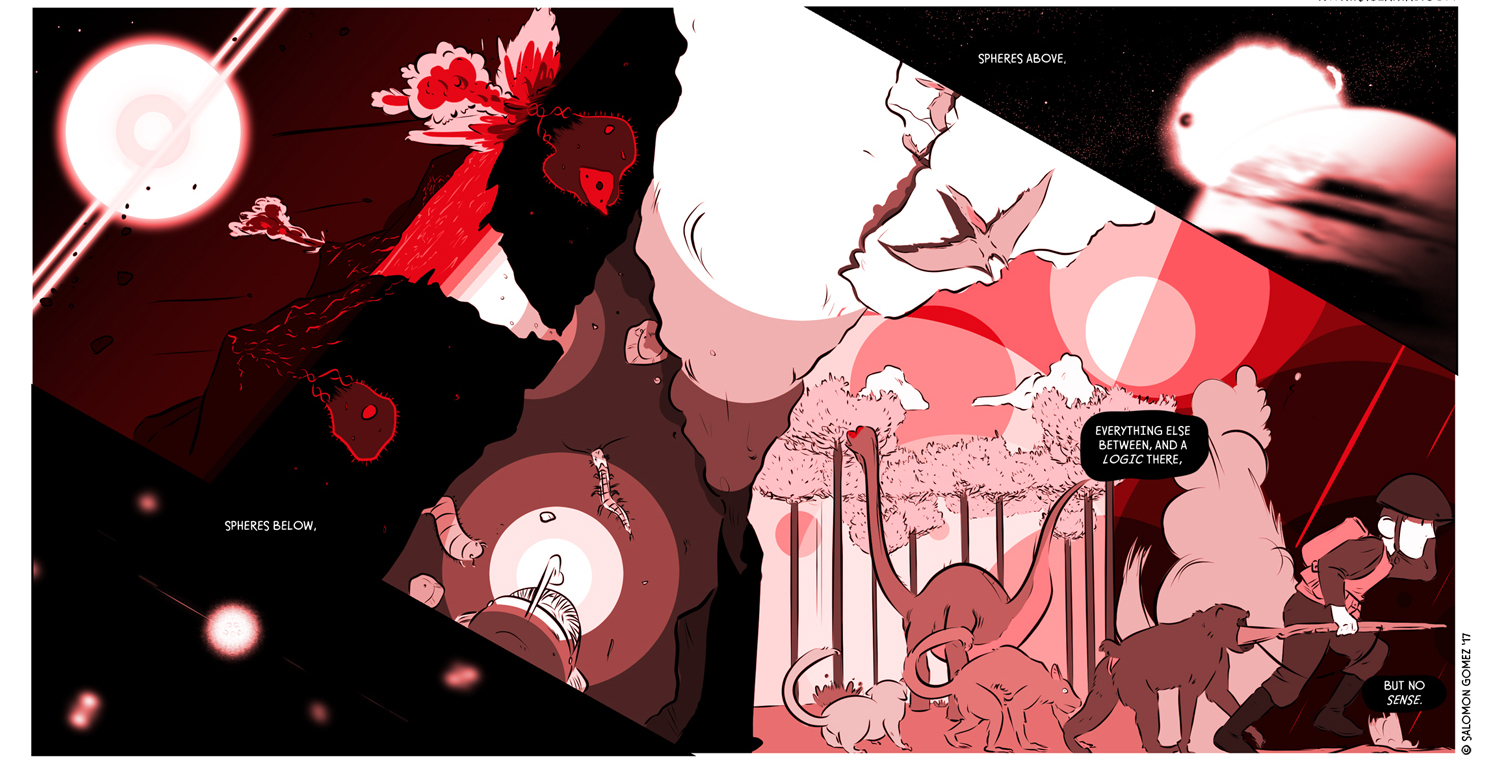 SPHERES ABOVE,
SPHERES BELOW,
EVERYTHING ELSE
BETWEEN, AND A
LOGIC THERE,
BUT NO
SENSE.
© SALOMON GOMEZ '17